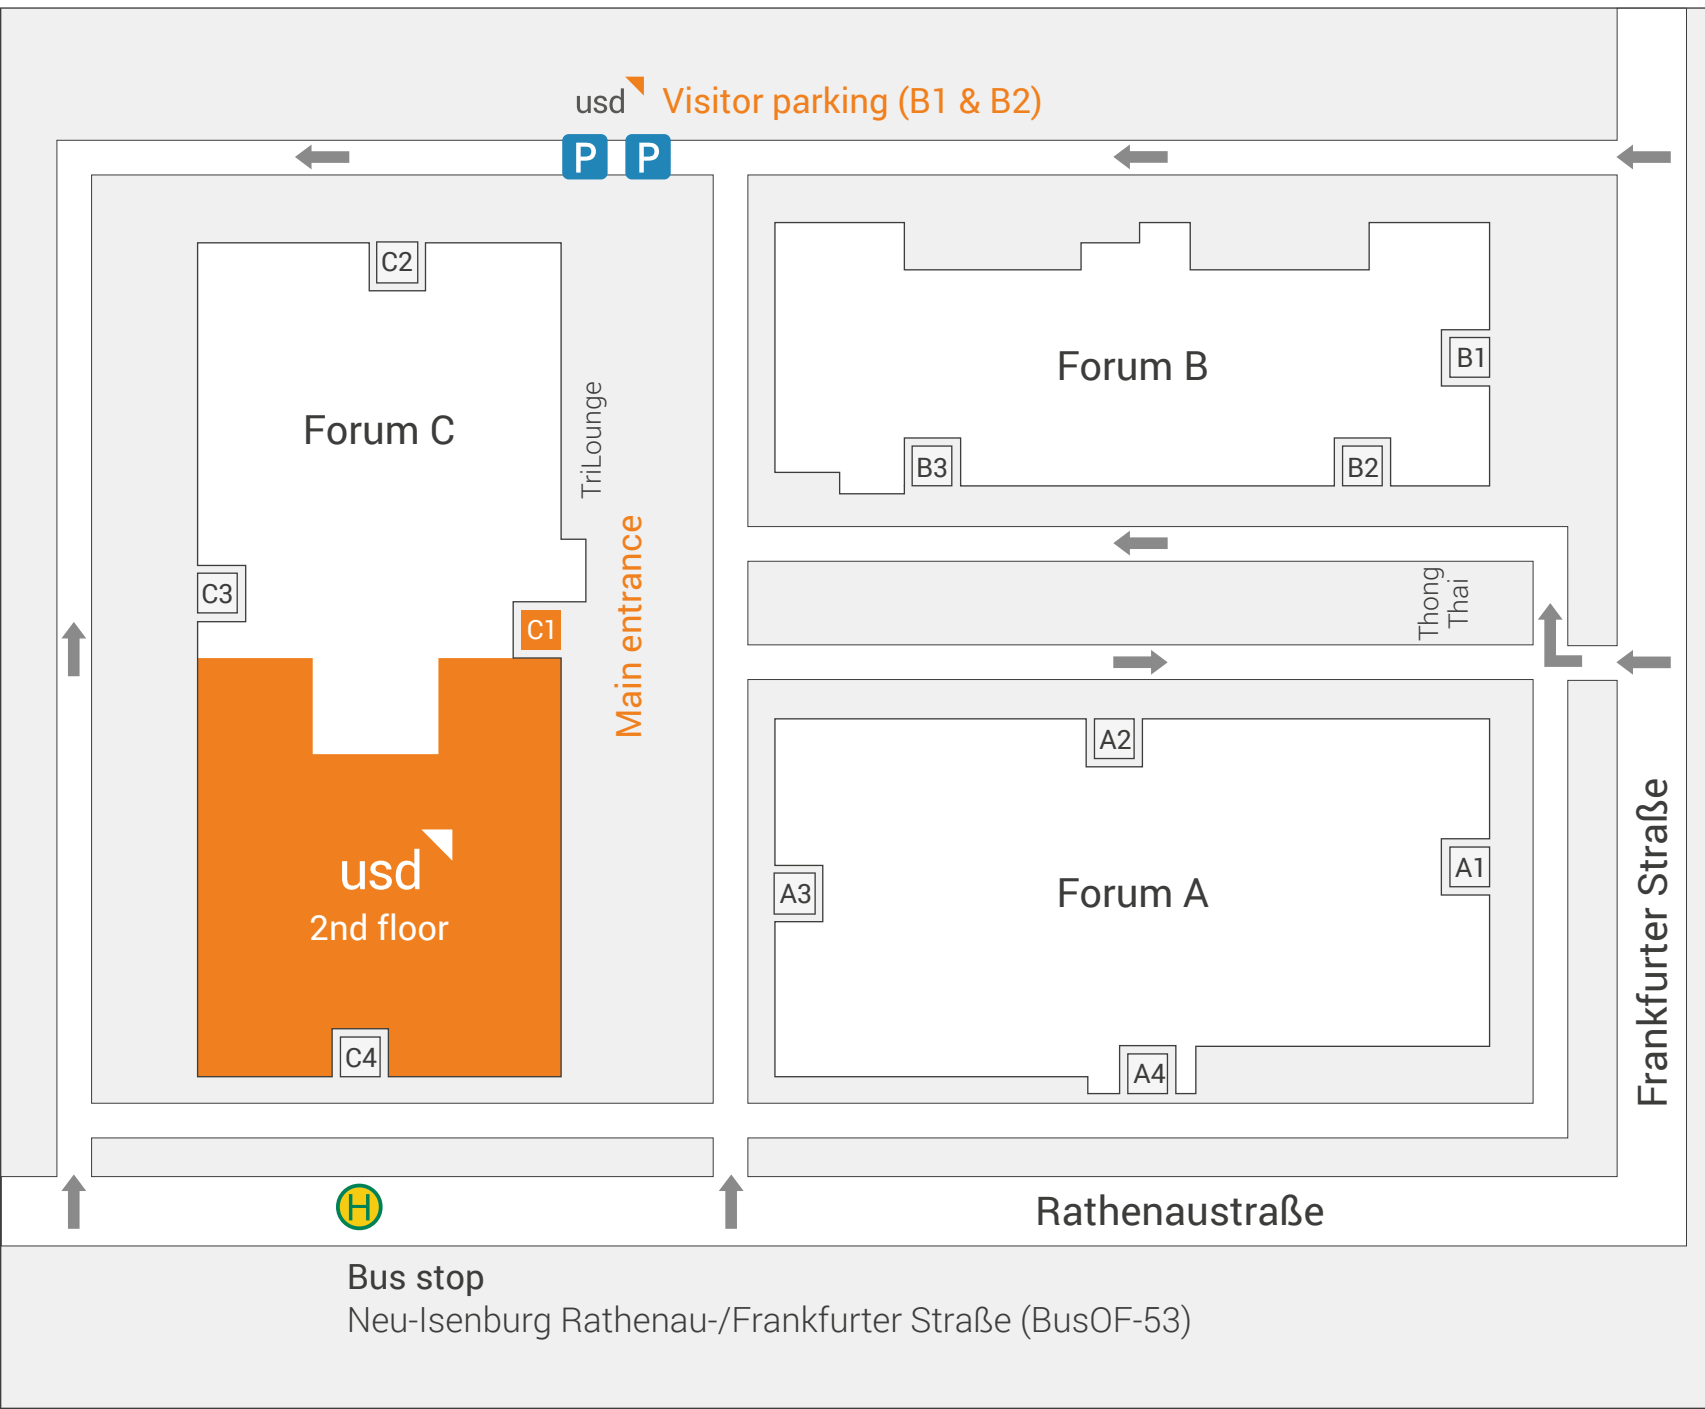 usd Visitor parking (B1 & B2)
P P
C2
Forum C
TriLounge
C3
C1
Main entrance
usd
2nd floor
C4
Forum B
B1
B3
B2
Thong
Thai
A2
A3
Forum A
A1
A4
Frankfurter Straße
H
Rathenaustraße
Bus stop
Neu-Isenburg Rathenau-/Frankfurter Straße (BusOF-53)